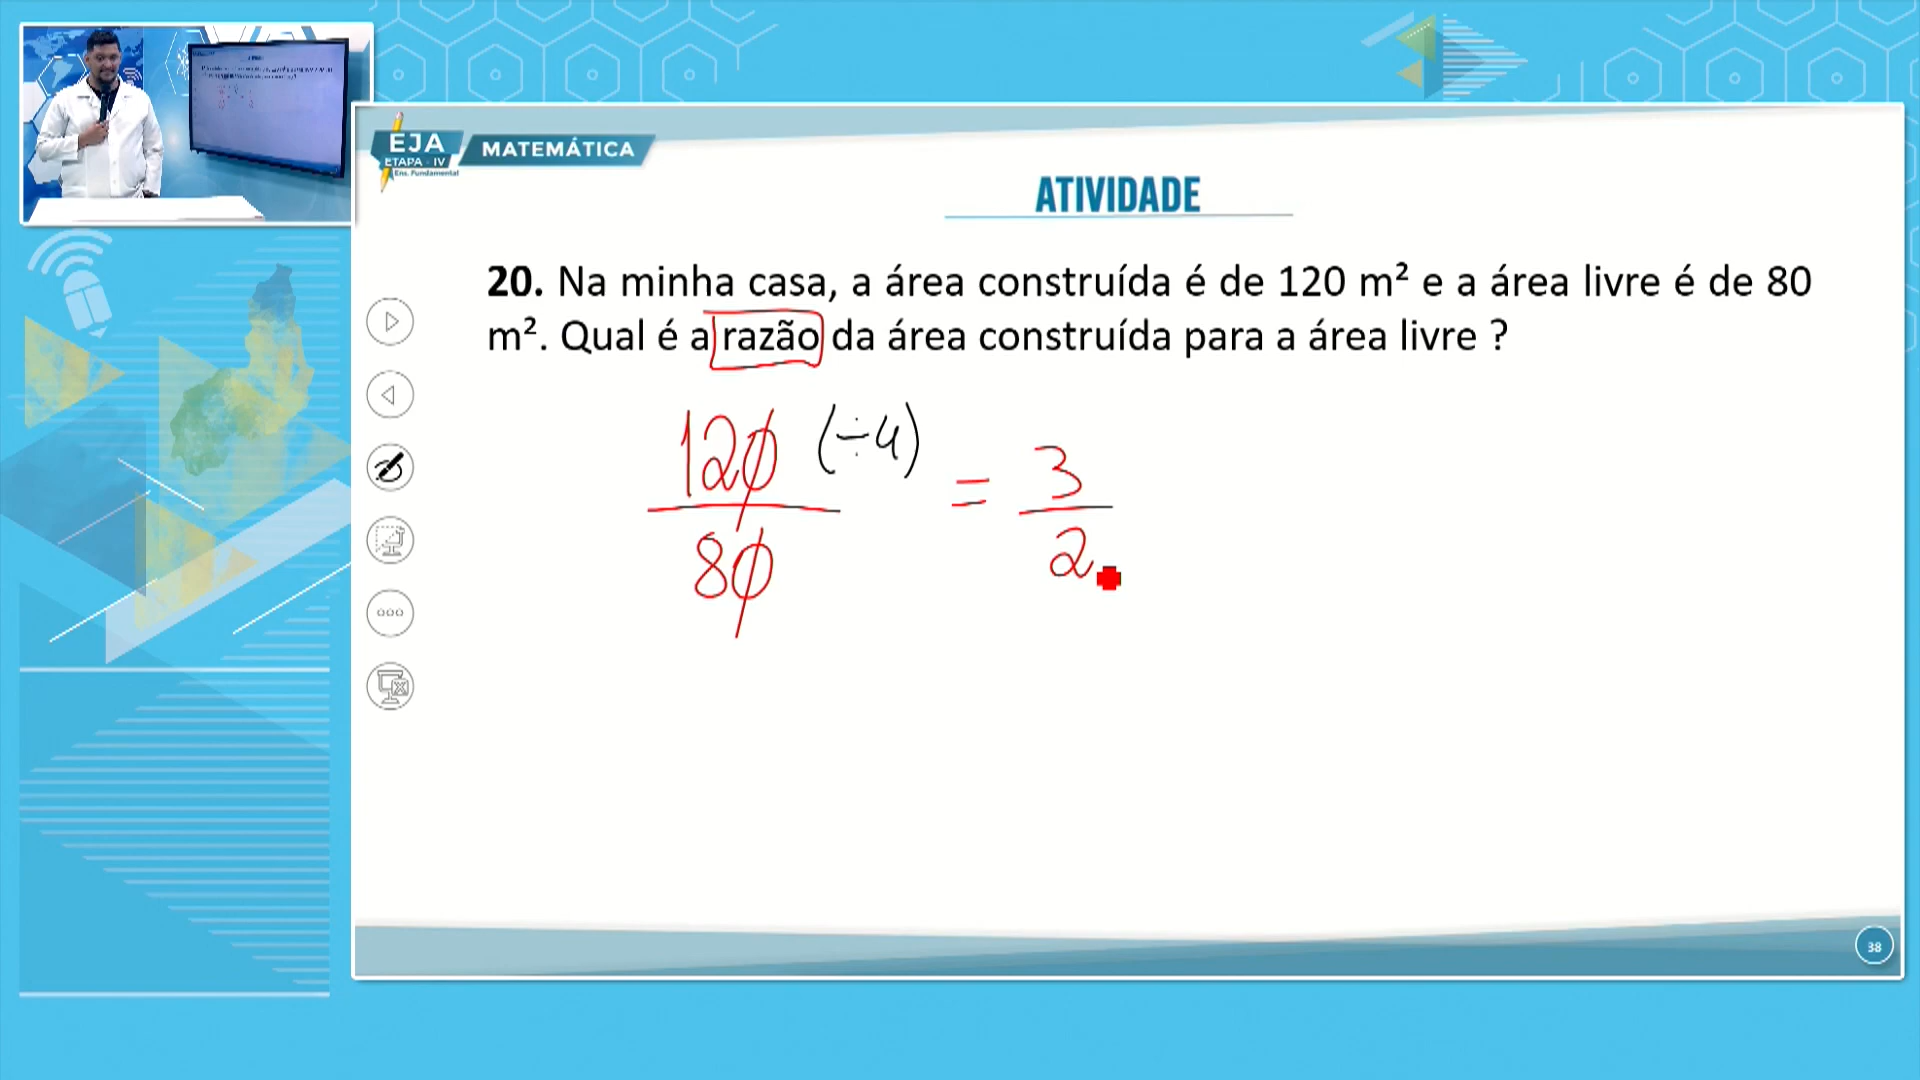 EJA
ETAPA - IV
Ens. Fundamental
MATEMÁTICA
ATIVIDADE
20. Na minha casa, a área construída é de 120 m² e a área livre é de 80
m². Qual é a razão da área construída para a área livre ?
120 (÷4) = 3
80 2
38